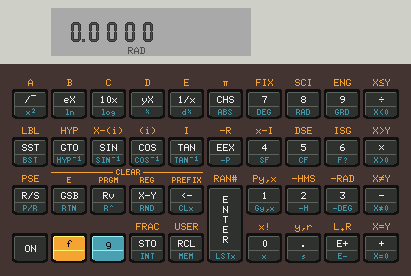 0.0000
RAD
A B C D E π FIX SCI ENG X≤Y
√‾ eX 10x yX 1/x CHS 7 8 9 ÷
x² ln log % d% ABS DEG RAD GRD X<0
LBL HYP X-(i) (i) I →R x-I DSE ISG X>Y
SST GTO SIN COS TAN EEX 4 5 6 ×
BST HYP⁻¹ SIN⁻¹ COS⁻¹ TAN⁻¹ →P SF CF F? X>0
CLEAR
PSE Σ PRGM REG PREFIX RAN# Py,x →HMS →RAD X≠Y
R/S GSB Rv X-Y <- ENTER 1 2 3 -
P/R RTN R^ RND CLx Gy,x →H →DEG X≠0
FRAC USER x! ŷ,r L.R X=Y
ON f g STO RCL 0 . Σ+ +
INT MEM LSTx x̄ s Σ- X=0